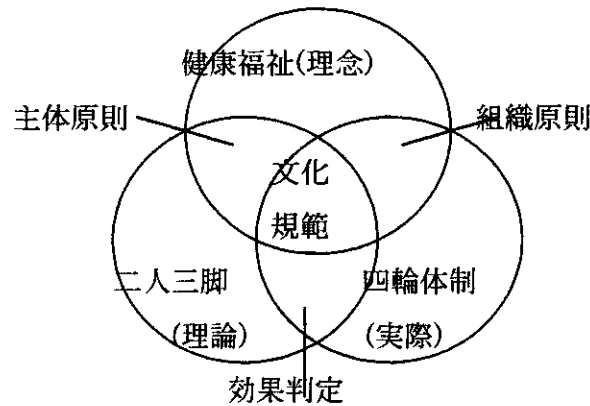 健康福祉(理念)
主体原則
組織原則
文化
規範
二人三脚
(理論)
四輪体制
(実際)
効果判定